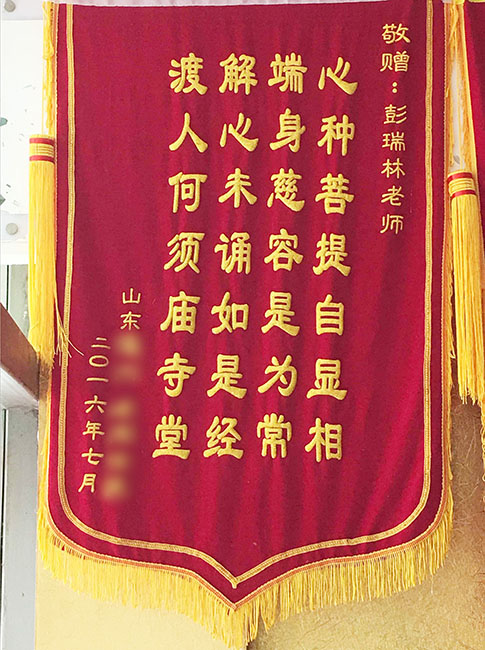 敬赠：彭瑞林老师
心种菩提自显相
端身慈容是为常
解心未诵如是经
渡人何须庙寺堂
山东
二〇一六年七月